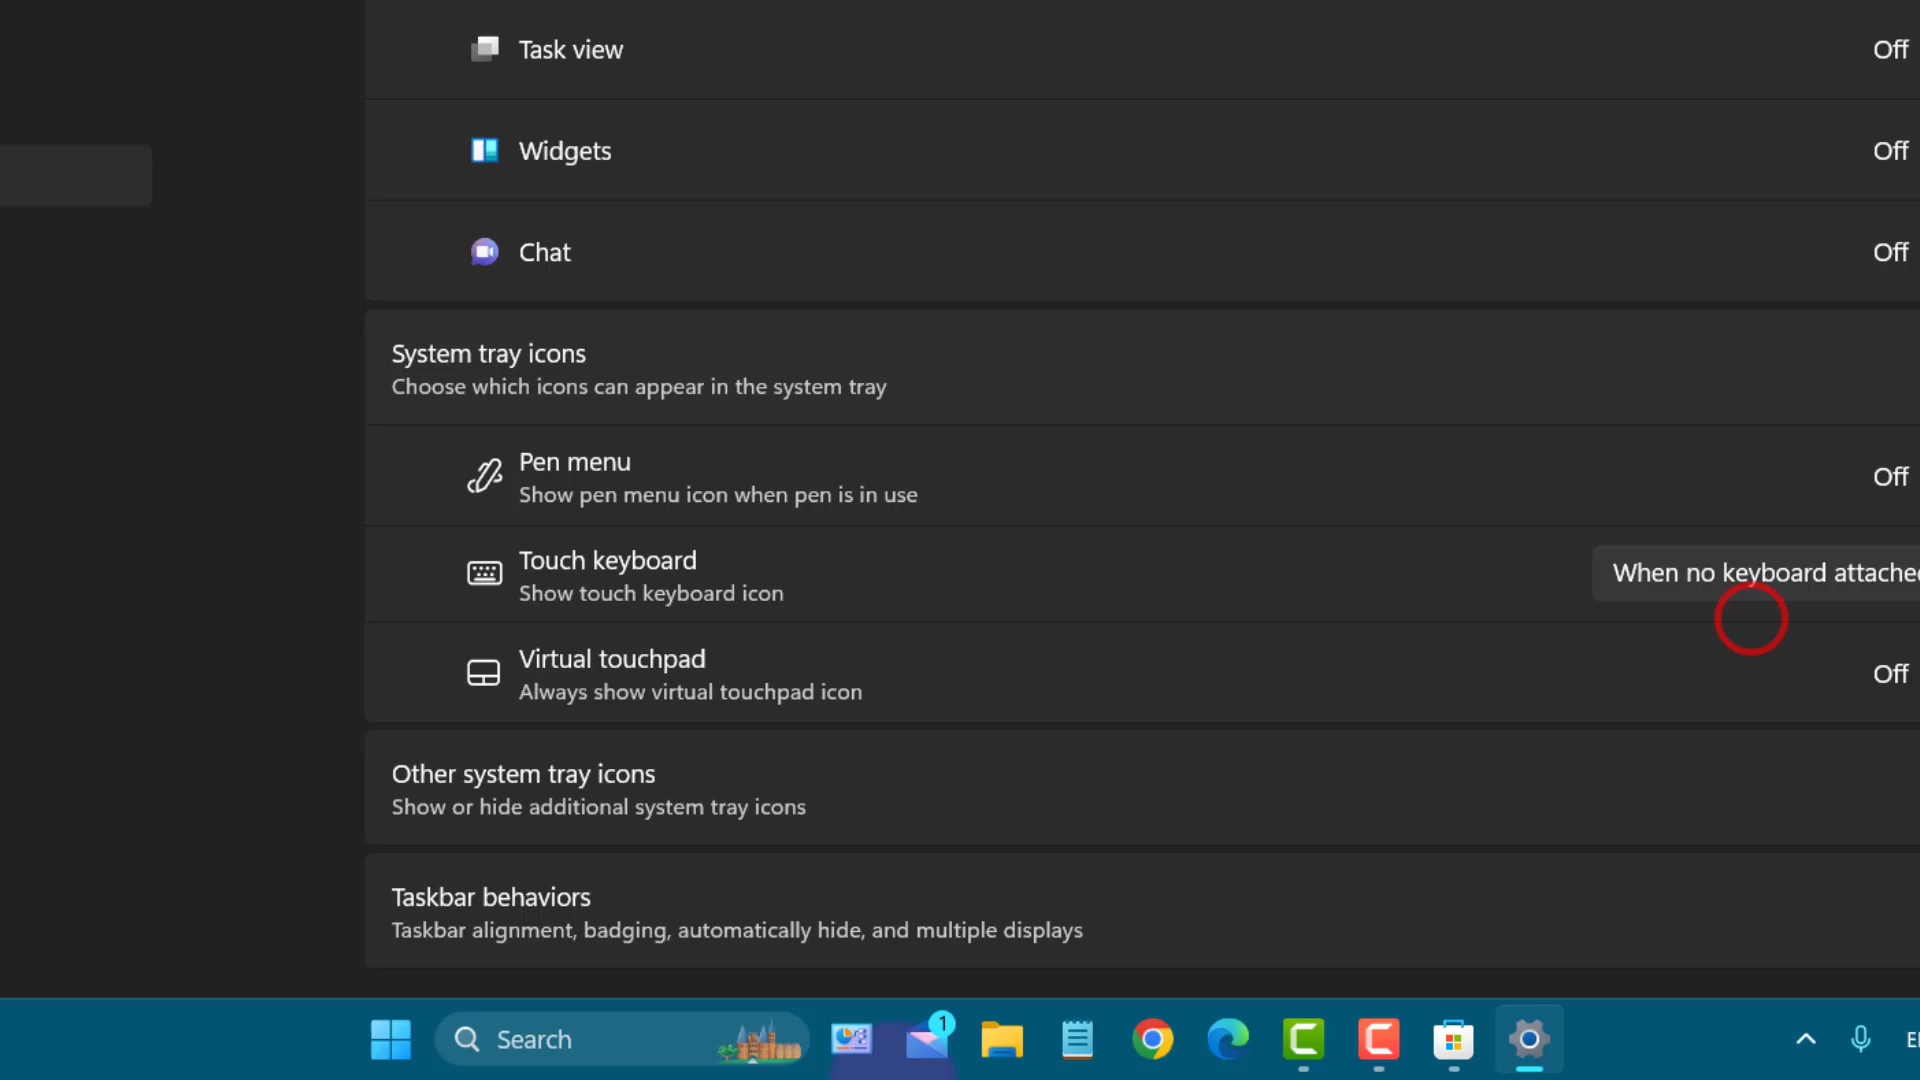 Task view
Off
Widgets
Off
Chat
Off
System tray icons
Choose which icons can appear in the system tray
Pen menu
Show pen menu icon when pen is in use
Off
Touch keyboard
Show touch keyboard icon
When no keyboard attached
Virtual touchpad
Always show virtual touchpad icon
Off
Other system tray icons
Show or hide additional system tray icons
Taskbar behaviors
Taskbar alignment, badging, automatically hide, and multiple displays
Search
1